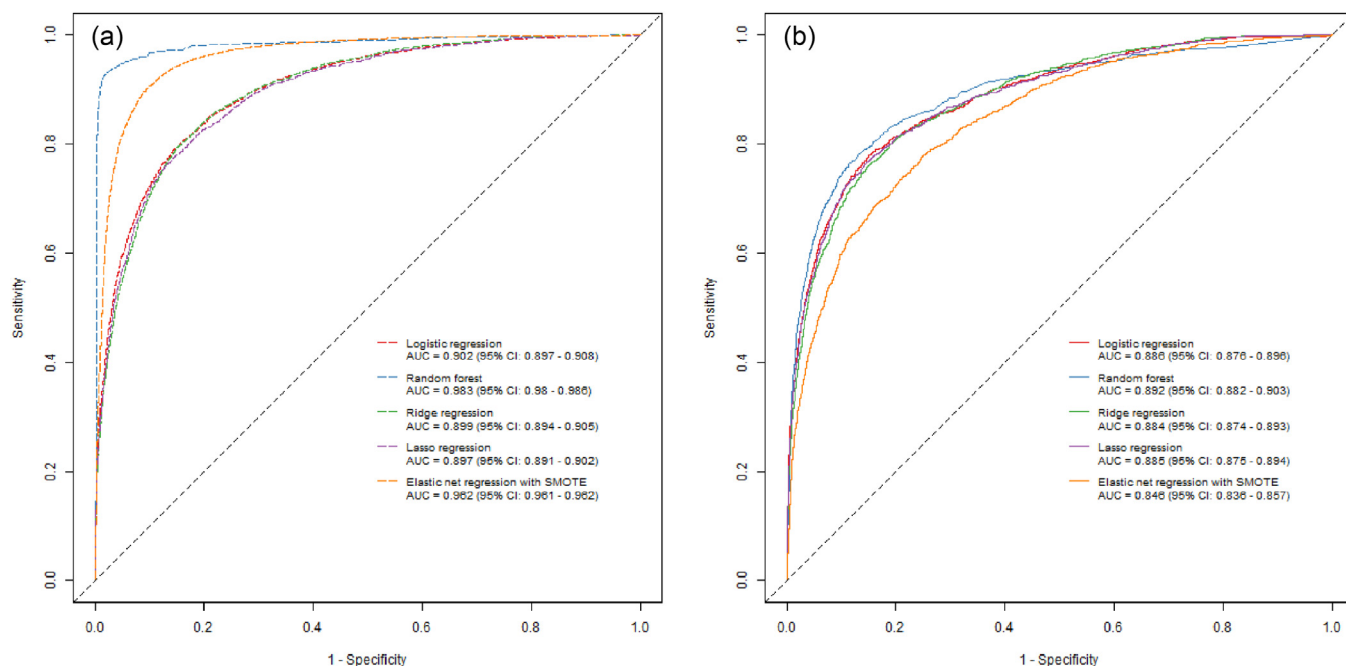 (a)
1.0
0.8
0.6
0.4
0.2
0.0
Sensitivity
0.0
0.2
0.4
0.6
0.8
1.0
1 - Specificity
Logistic regression
AUC = 0.902 (95% CI: 0.897 - 0.908)
Random forest
AUC = 0.983 (95% CI: 0.98 - 0.986)
Ridge regression
AUC = 0.899 (95% CI: 0.894 - 0.905)
Lasso regression
AUC = 0.897 (95% CI: 0.891 - 0.902)
Elastic net regression with SMOTE
AUC = 0.962 (95% CI: 0.961 - 0.962)
(b)
1.0
0.8
0.6
0.4
0.2
0.0
Sensitivity
0.0
0.2
0.4
0.6
0.8
1.0
1 - Specificity
Logistic regression
AUC = 0.886 (95% CI: 0.876 - 0.896)
Random forest
AUC = 0.892 (95% CI: 0.882 - 0.903)
Ridge regression
AUC = 0.884 (95% CI: 0.874 - 0.893)
Lasso regression
AUC = 0.885 (95% CI: 0.875 - 0.894)
Elastic net regression with SMOTE
AUC = 0.846 (95% CI: 0.836 - 0.857)